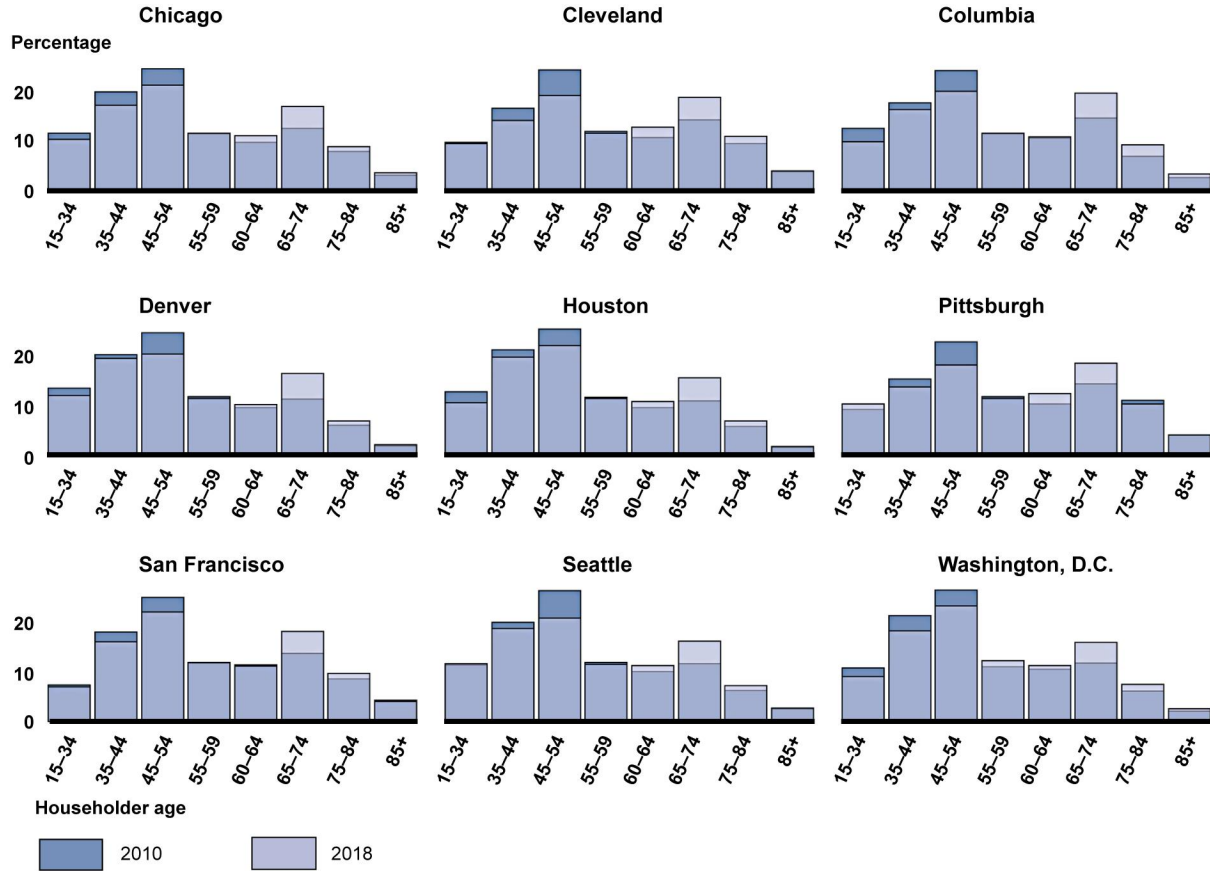 Chicago Cleveland Columbia
Percentage
20
10
0
15–34 35–44 45–54 55–59 60–64 65–74 75–84 85+ 15–34 35–44 45–54 55–59 60–64 65–74 75–84 85+ 15–34 35–44 45–54 55–59 60–64 65–74 75–84 85+
Denver Houston Pittsburgh
20
10
0
15–34 35–44 45–54 55–59 60–64 65–74 75–84 85+ 15–34 35–44 45–54 55–59 60–64 65–74 75–84 85+ 15–34 35–44 45–54 55–59 60–64 65–74 75–84 85+
San Francisco Seattle Washington, D.C.
20
10
0
15–34 35–44 45–54 55–59 60–64 65–74 75–84 85+ 15–34 35–44 45–54 55–59 60–64 65–74 75–84 85+ 15–34 35–44 45–54 55–59 60–64 65–74 75–84 85+
Householder age
2010 2018